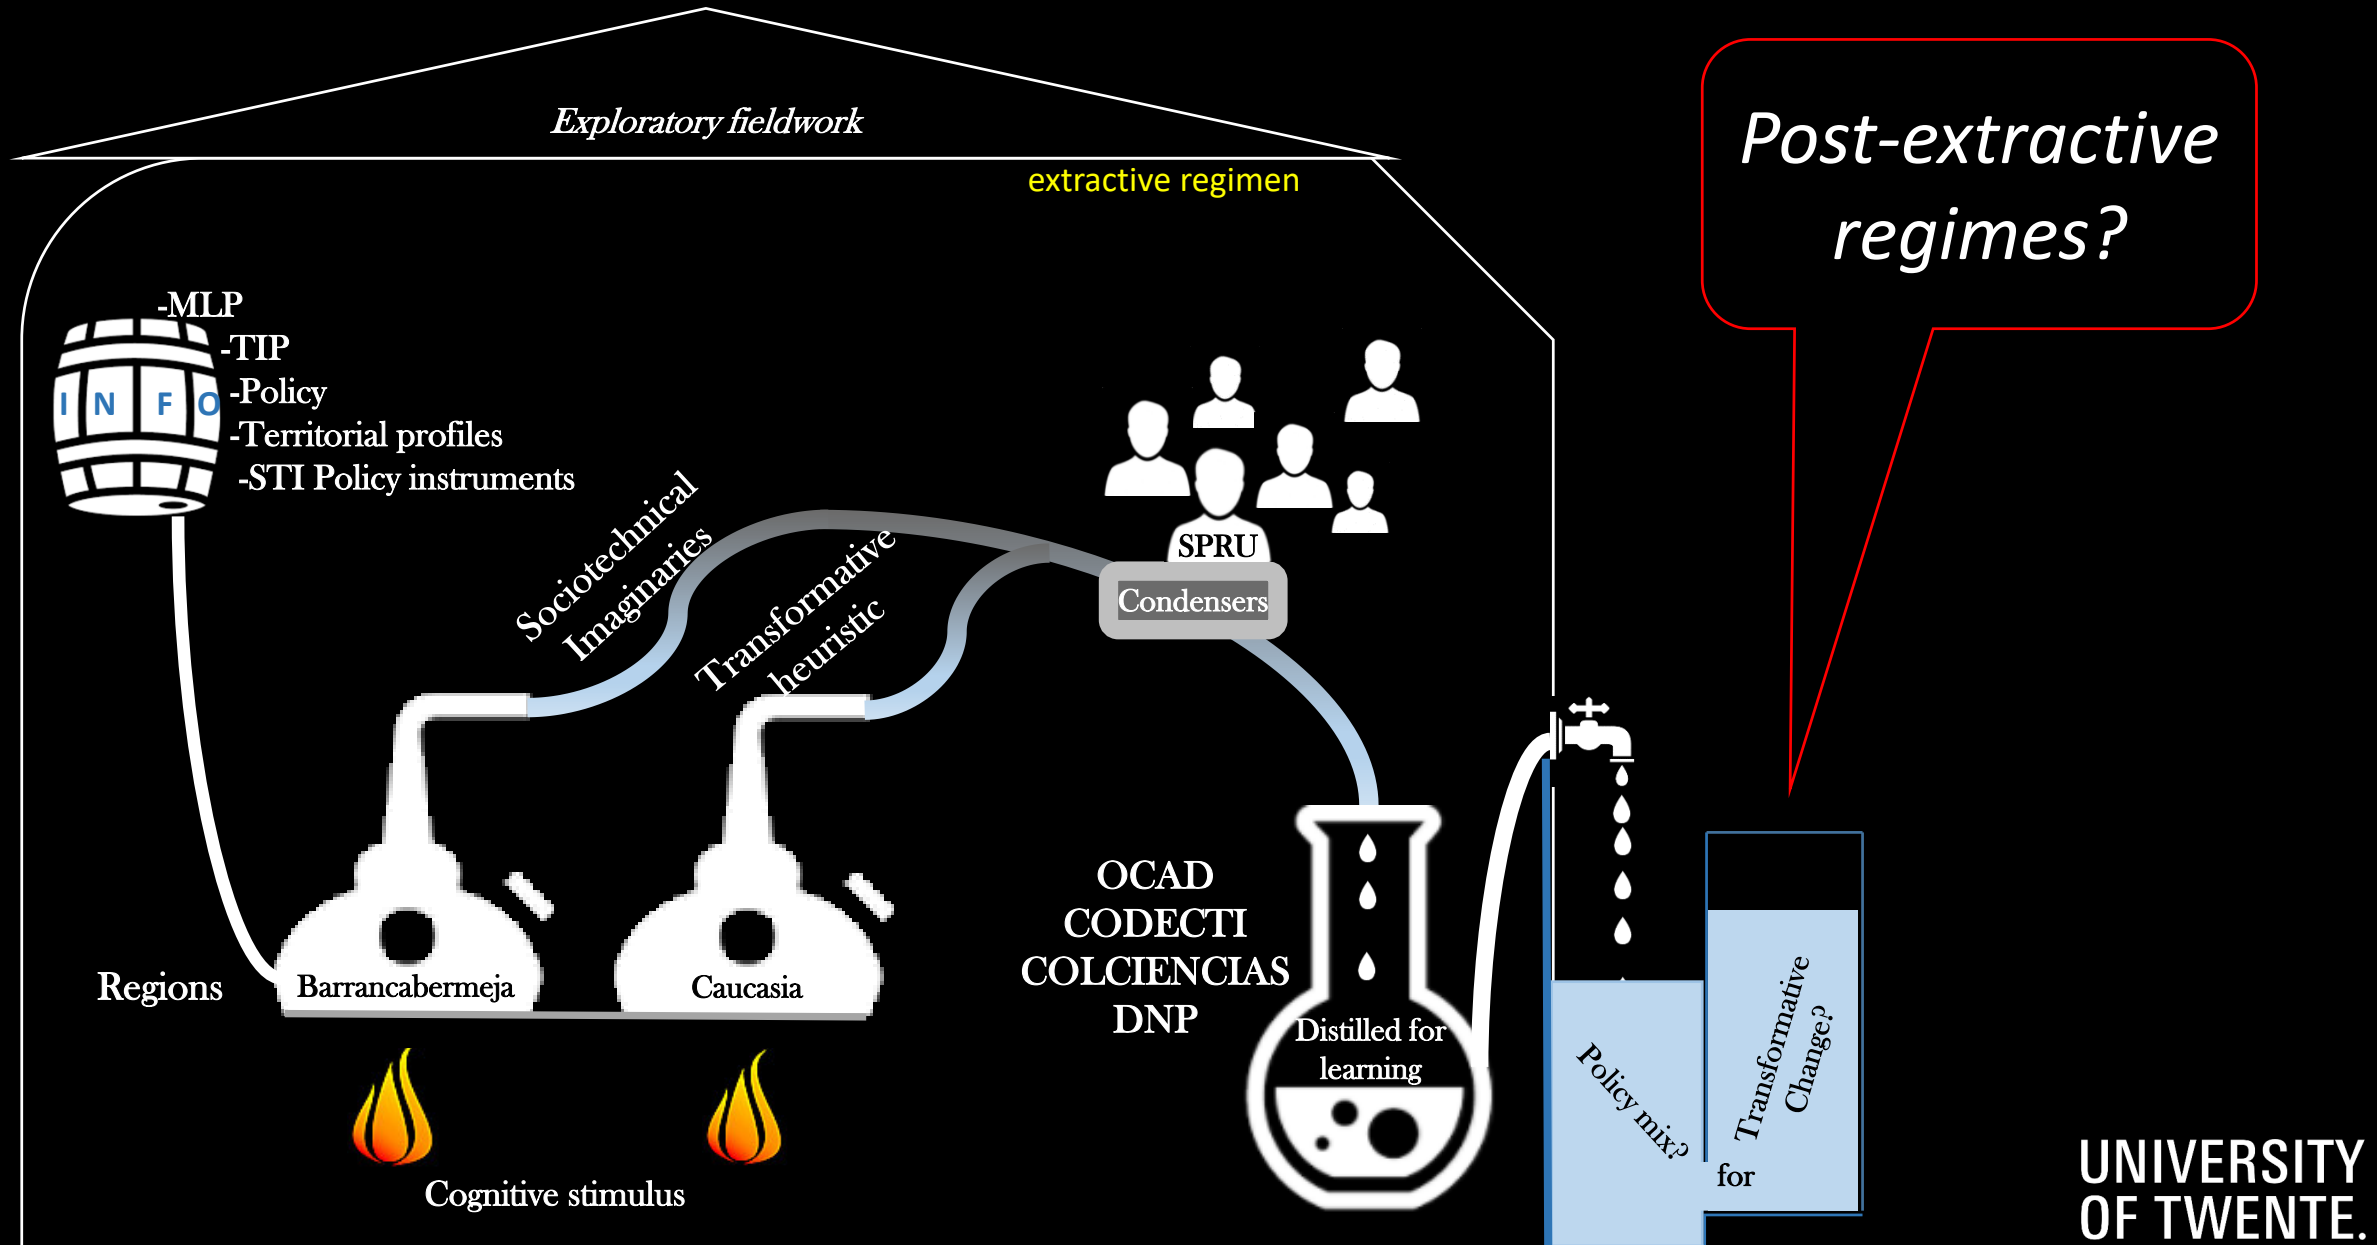 Exploratory fieldwork
extractive regimen
Post-extractive
regimes?
-MLP
-TIP
-Policy
-Territorial profiles
-STI Policy instruments
I N F O
Sociotechnical
Imaginaries
Transformative
heuristic
SPRU
Condensers
OCAD
CODECTI
COLCIENCIAS
DNP
Regions
Barrancabermeja
Caucasia
Distilled for
learning
Cognitive stimulus
Policy mix?
for
Transformative
Change?
UNIVERSITY
OF TWENTE.